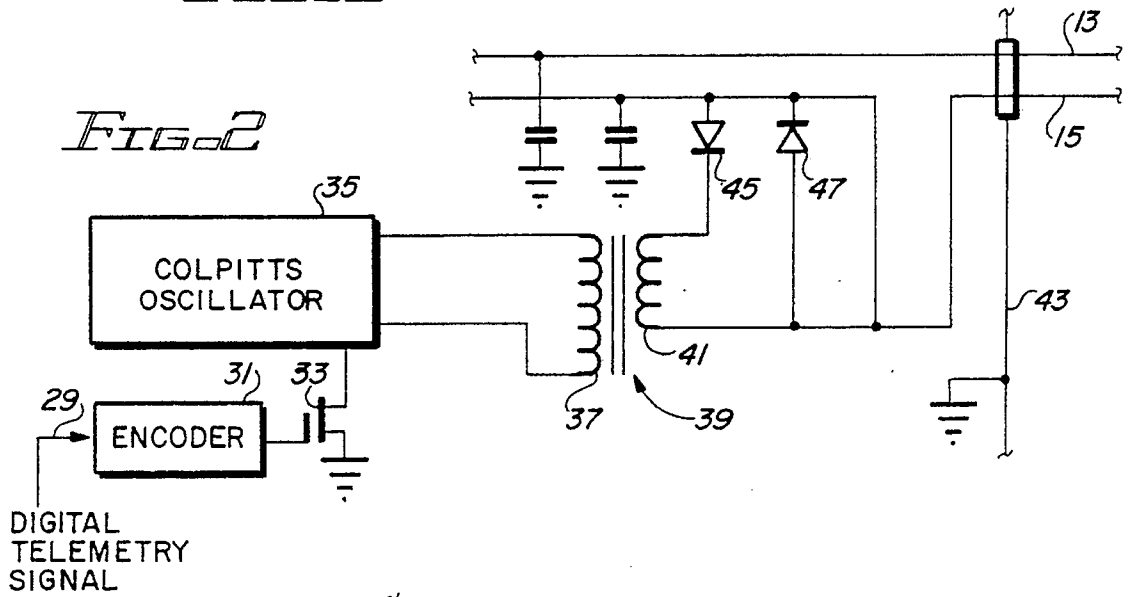 FIG. 2
13
15
45
47
35
COLPITTS
OSCILLATOR
43
41
31
33
29
ENCODER
37
39
DIGITAL
TELEMETRY
SIGNAL